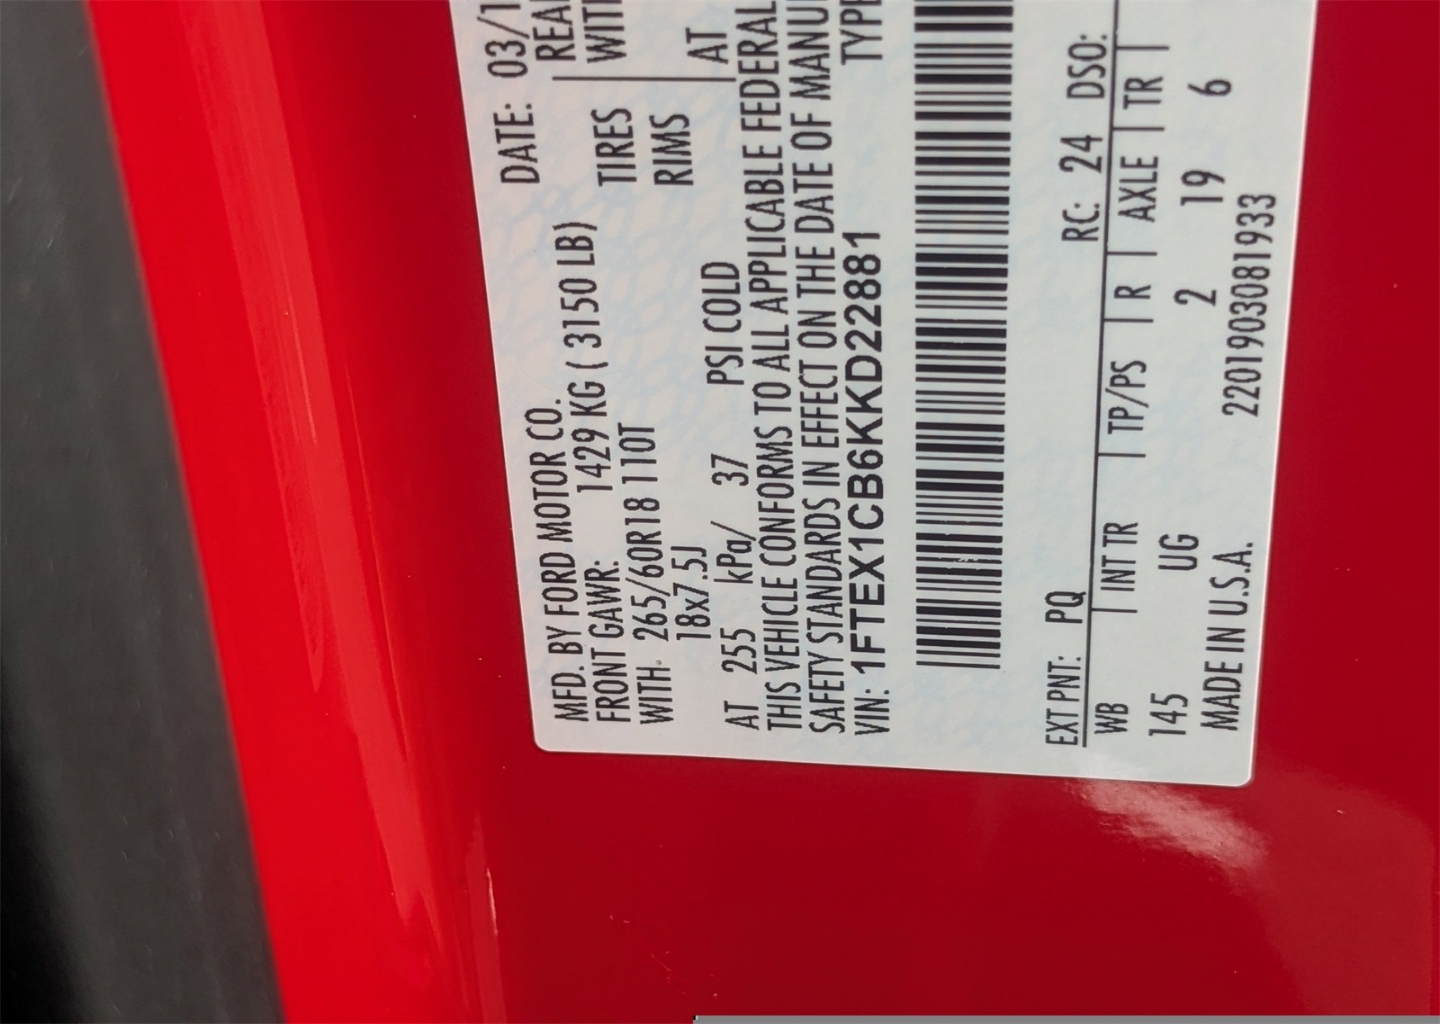 MFD. BY FORD MOTOR CO. DATE: 03/1
FRONT GAWR: 1429 KG ( 3150 LB) REA
WITH 265/60R18 110T TIRES WIT
18x7.5J RIMS
AT 255 kPa/ 37 PSI COLD AT
THIS VEHICLE CONFORMS TO ALL APPLICABLE FEDERAL
SAFETY STANDARDS IN EFFECT ON THE DATE OF MANU
VIN: 1FTEX1CB6KKD22881 TYPE
EXT PNT: PQ RC: 24 DSO:
WB | INT TR | TP/PS | R | AXLE | TR |
145 UG 2 19 6
MADE IN U.S.A. 220190308​1933